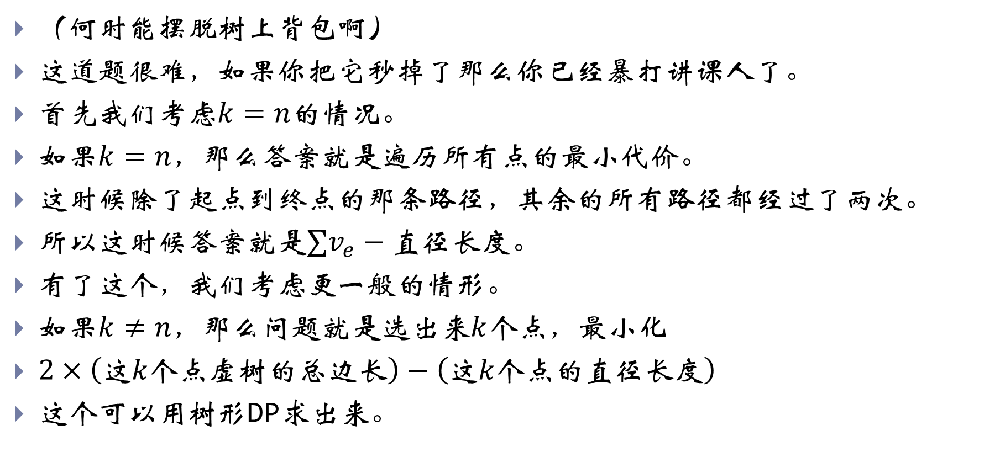 （何时能摆脱树上背包啊）
这道题很难，如果你把它秒掉了那么你已经暴打讲课人了。
首先我们考虑k = n的情况。
如果k = n，那么答案就是遍历所有点的最小代价。
这时候除了起点到终点的那条路径，其余的所有路径都经过了两次。
所以这时候答案就是∑vₑ − 直径长度。
有了这个，我们考虑更一般的情形。
如果k ≠ n，那么问题就是选出来k个点，最小化
2 × (这k个点虚树的总边长) − (这k个点的直径长度)
这个可以用树形DP求出来。